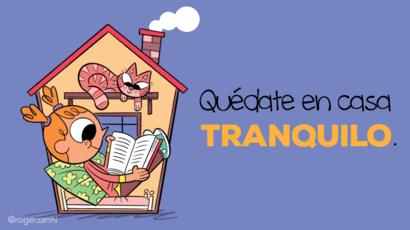 Quédate en casa
TRANQUILO.
@rogerzanni